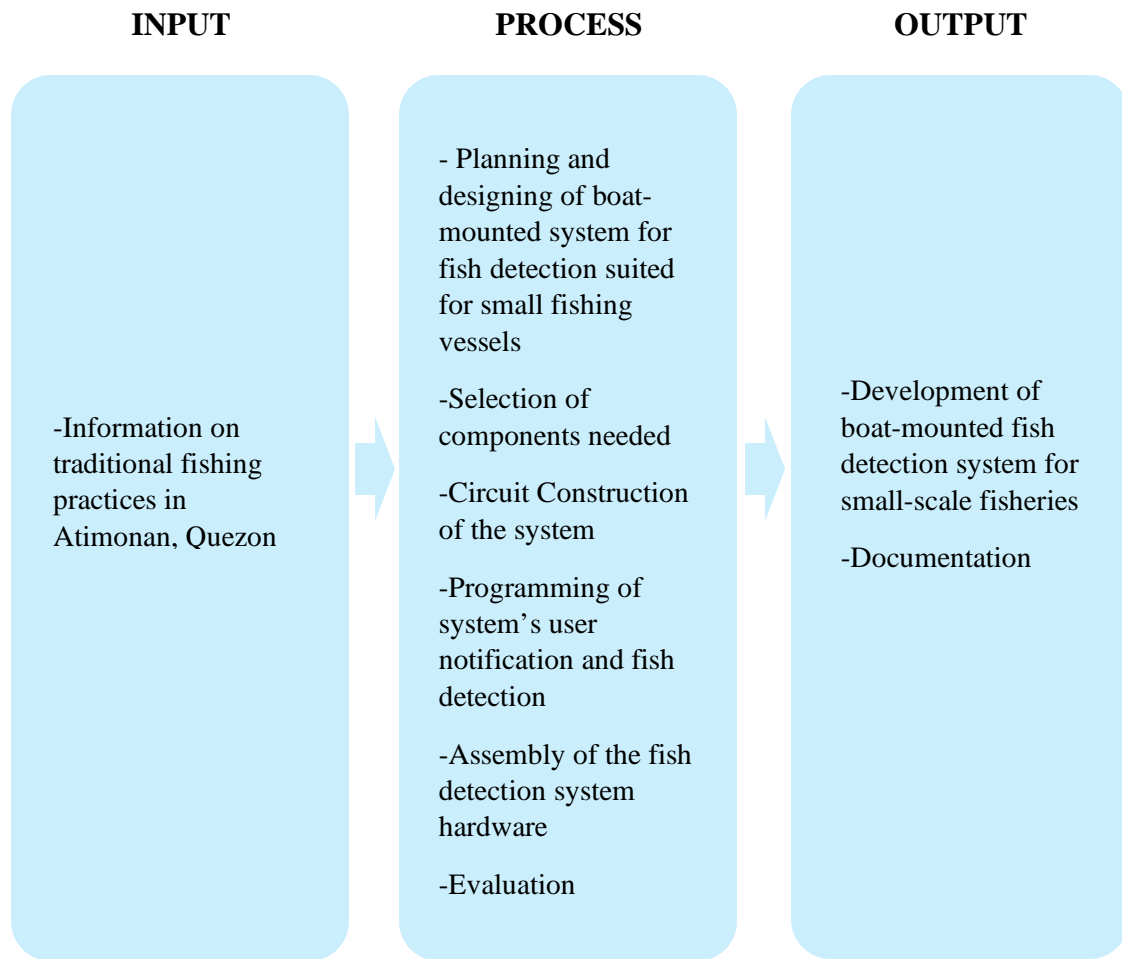 INPUT
PROCESS
OUTPUT
-Information on
traditional fishing
practices in
Atimonan, Quezon
- Planning and
designing of boat-
mounted system for
fish detection suited
for small fishing
vessels
-Selection of
components needed
-Circuit Construction
of the system
-Programming of
system’s user
notification and fish
detection
-Assembly of the fish
detection system
hardware
-Evaluation
-Development of
boat-mounted fish
detection system for
small-scale fisheries
-Documentation